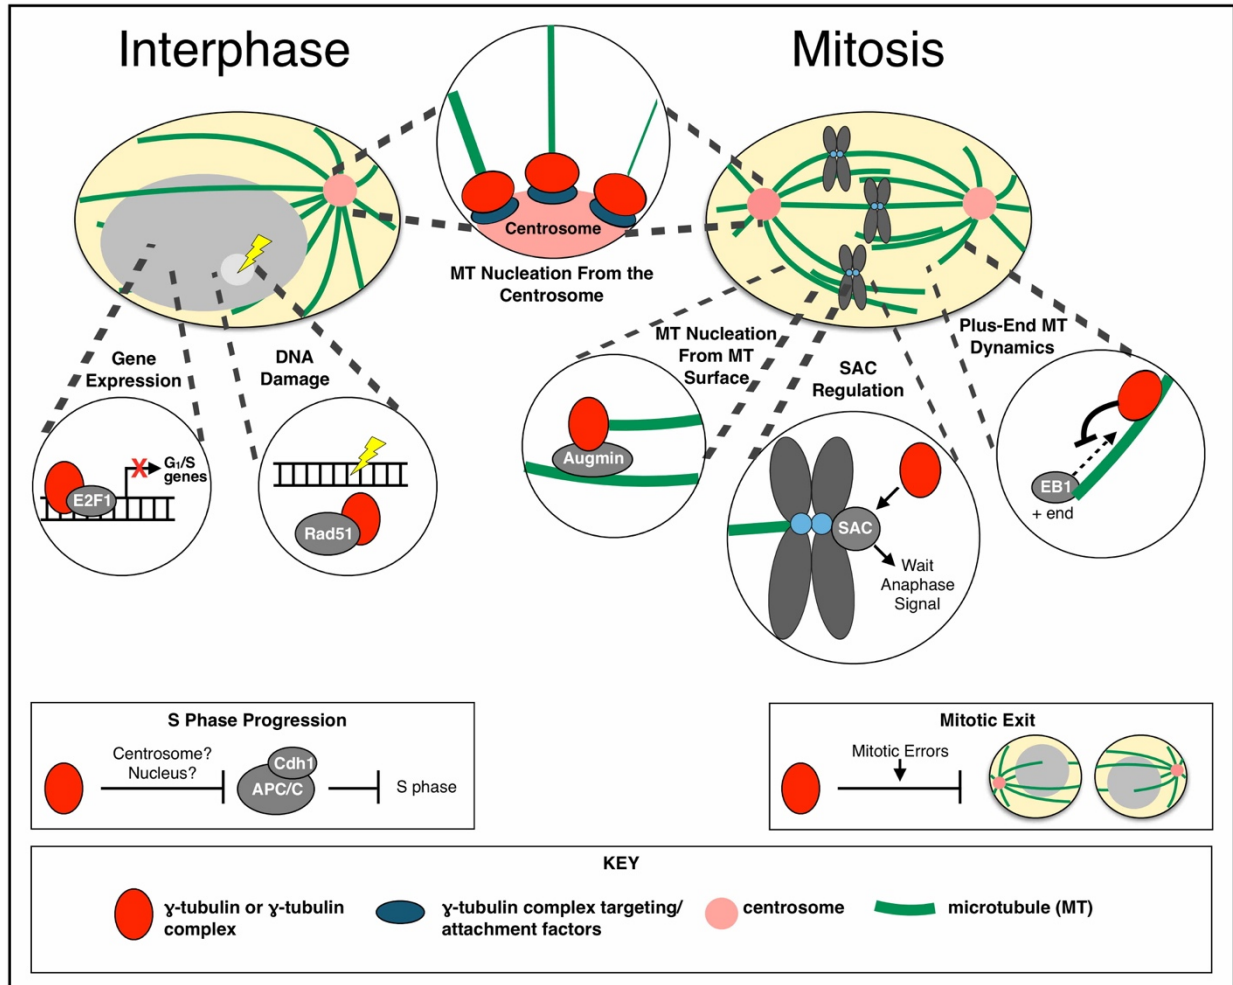 Interphase
Mitosis
Centrosome
MT Nucleation From the
Centrosome
Gene
Expression
DNA
Damage
MT Nucleation
From MT
Surface
SAC
Regulation
Plus-End MT
Dynamics
E2F1
X
G1/S
genes
Rad51
Augmin
SAC
Wait
Anaphase
Signal
EB1
+ end
S Phase Progression
Centrosome?
Nucleus?
Cdh1
APC/C
S phase
Mitotic Exit
Mitotic Errors
KEY
ɣ-tubulin or ɣ-tubulin
complex
ɣ-tubulin complex targeting/
attachment factors
centrosome
microtubule (MT)